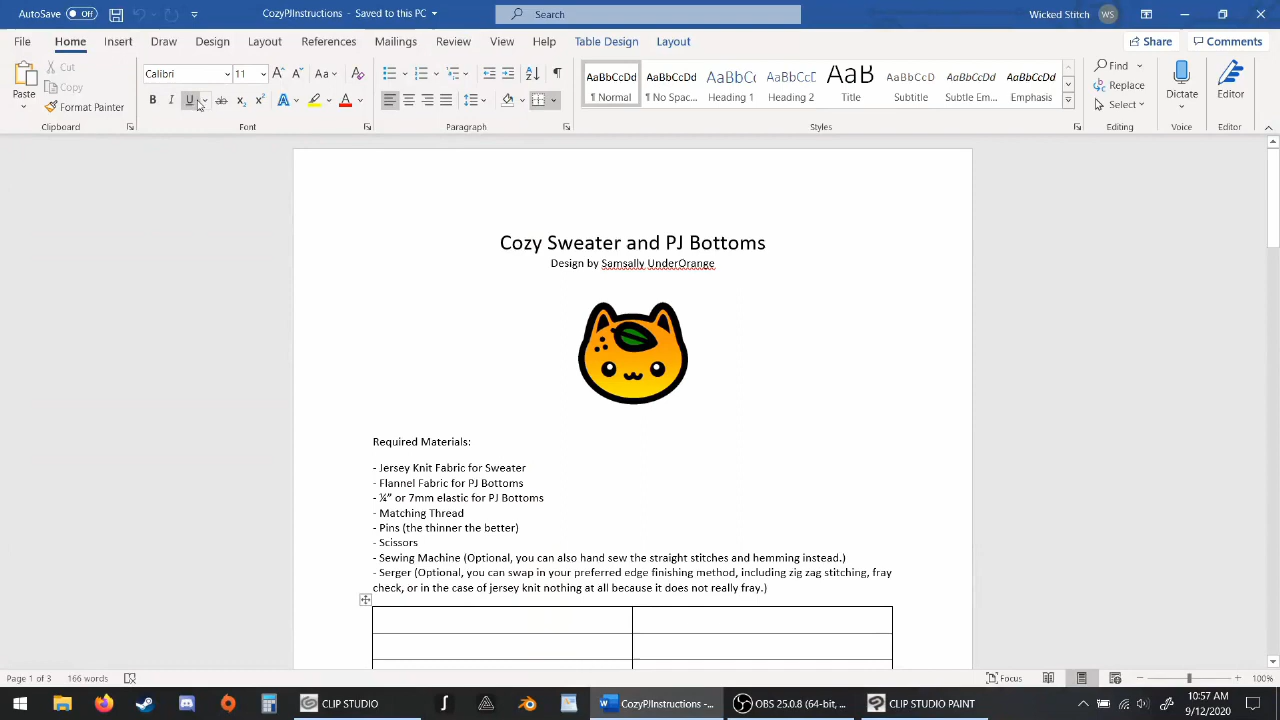 AutoSave Off CozyPJInstructions - Saved to this PC Search Wicked Stitch WS
File Home Insert Draw Design Layout References Mailings Review View Help Table Design Layout Share Comments
Paste Cut Copy Format Painter Clipboard
Calibri 11 Aa B I U ab x₂ x² A A Font
Paragraph
AaBbCcDd ¶ Normal AaBbCcDd ¶ No Spac... AaBbCc Heading 1 AaBbCcD Heading 2 AaB Title AaBbCcD Subtitle AaBbCcDd Subtle Em... AaBbCcDd Emphasis Styles
Find Replace Select Editing
Dictate Voice
Editor Editor
Cozy Sweater and PJ Bottoms
Design by Samsally UnderOrange
Required Materials:
- Jersey Knit Fabric for Sweater
- Flannel Fabric for PJ Bottoms
- ¼” or 7mm elastic for PJ Bottoms
- Matching Thread
- Pins (the thinner the better)
- Scissors
- Sewing Machine (Optional, you can also hand sew the straight stitches and hemming instead.)
- Serger (Optional, you can swap in your preferred edge finishing method, including zig zag stitching, fray
check, or in the case of jersey knit nothing at all because it does not really fray.)
Page 1 of 3 166 words Focus 100%
CLIP STUDIO CozyPJInstructions -... OBS 25.0.8 (64-bit, ... CLIP STUDIO PAINT 10:57 AM
9/12/2020